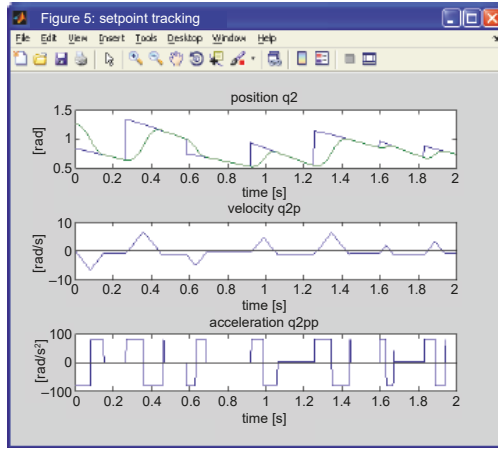 Figure 5: setpoint tracking
File Edit View Insert Tools Desktop Window Help
position q2
[rad]
1.5
1
0.5
0 0.2 0.4 0.6 0.8 1 1.2 1.4 1.6 1.8 2
time [s]
velocity q2p
[rad/s]
10
0
−10
0 0.2 0.4 0.6 0.8 1 1.2 1.4 1.6 1.8 2
time [s]
acceleration q2pp
[rad/s²]
100
0
−100
0 0.2 0.4 0.6 0.8 1 1.2 1.4 1.6 1.8 2
time [s]